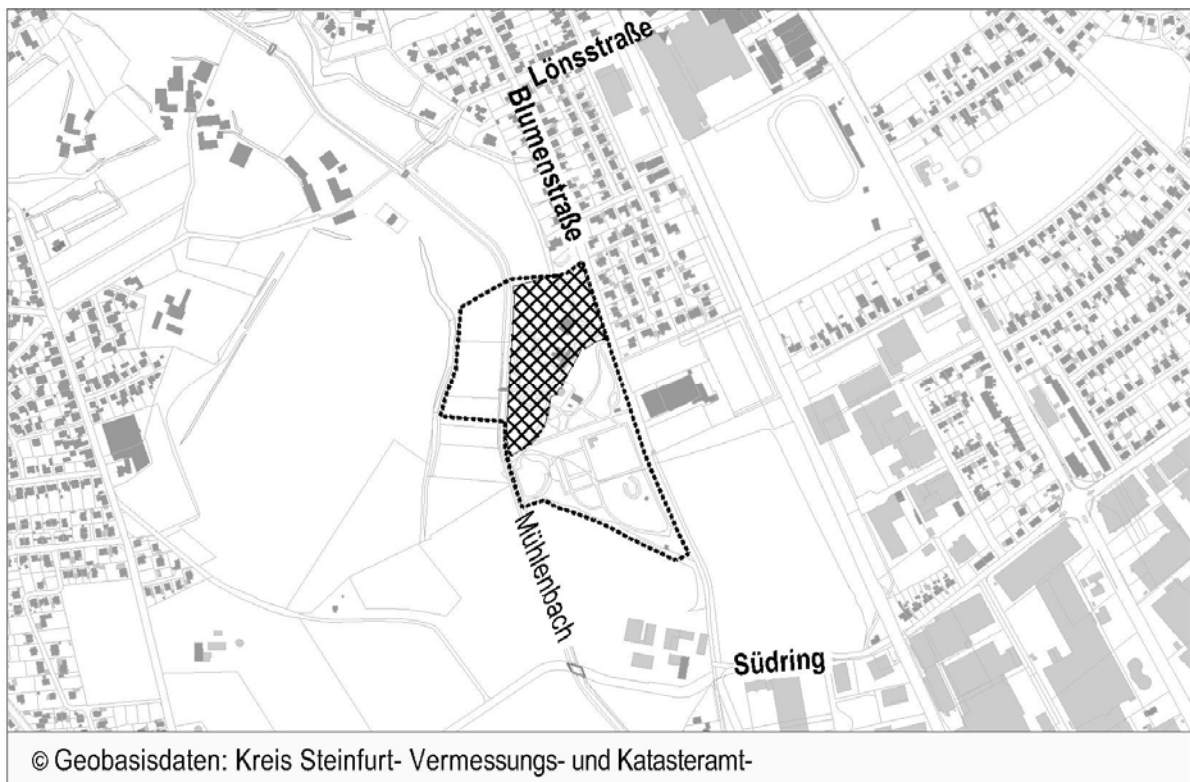 Lönsstraße
Blumenstraße
Mühlenbach
Südring
© Geobasisdaten: Kreis Steinfurt- Vermessungs- und Katasteramt-